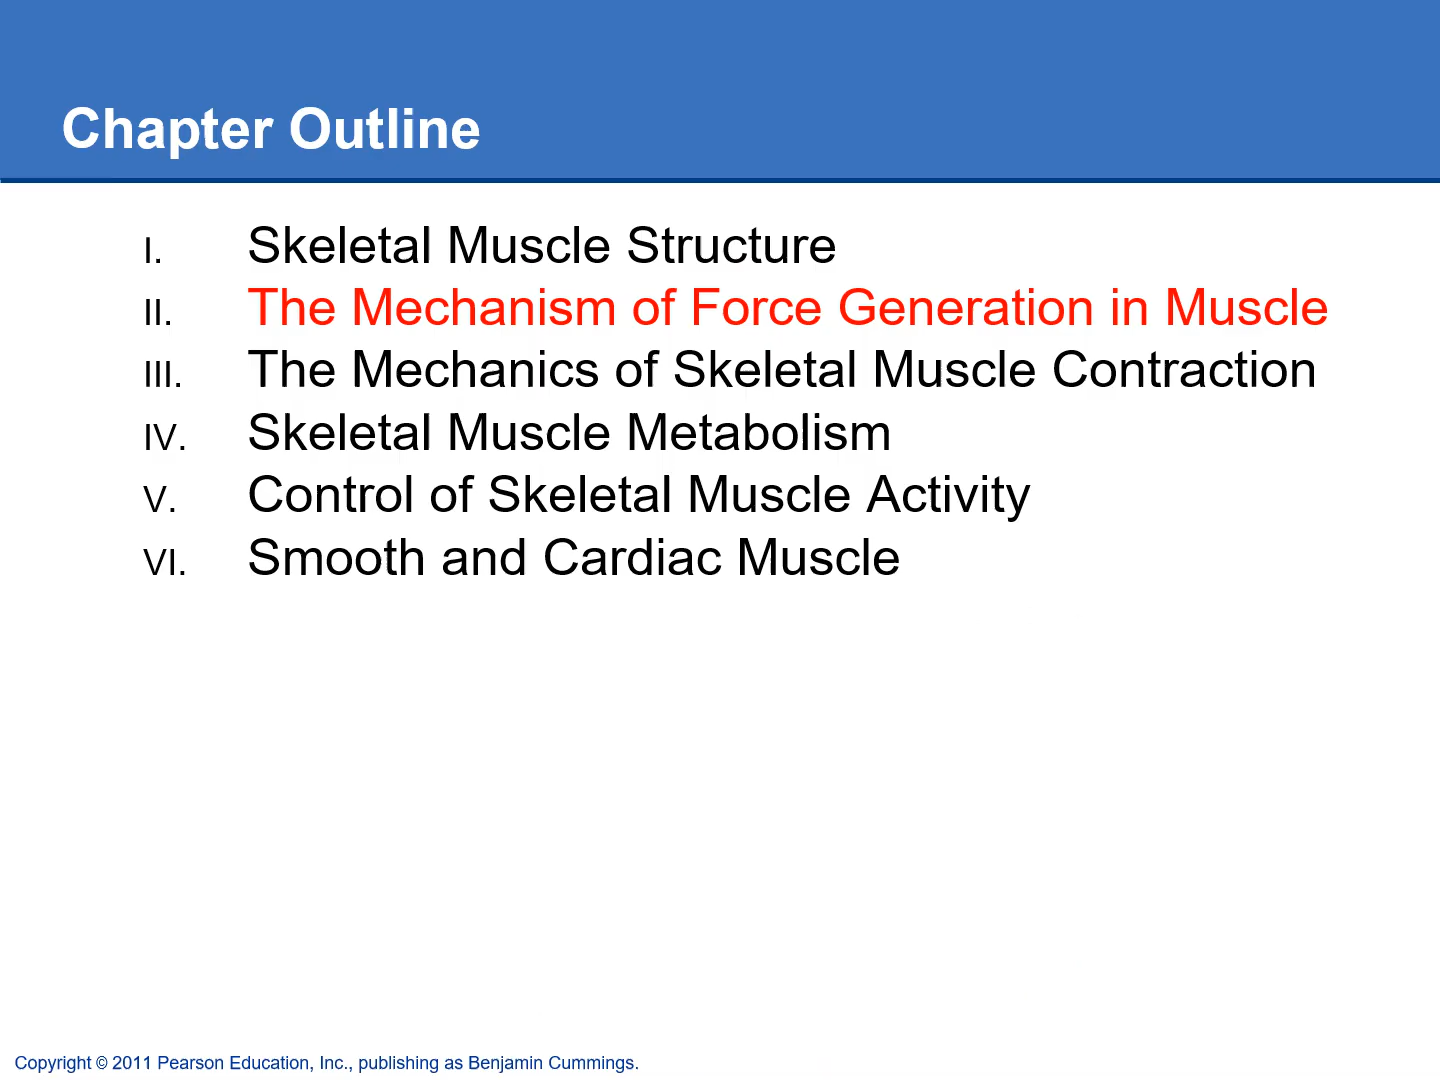 Chapter Outline
I. Skeletal Muscle Structure
II. The Mechanism of Force Generation in Muscle
III. The Mechanics of Skeletal Muscle Contraction
IV. Skeletal Muscle Metabolism
V. Control of Skeletal Muscle Activity
VI. Smooth and Cardiac Muscle
Copyright © 2011 Pearson Education, Inc., publishing as Benjamin Cummings.